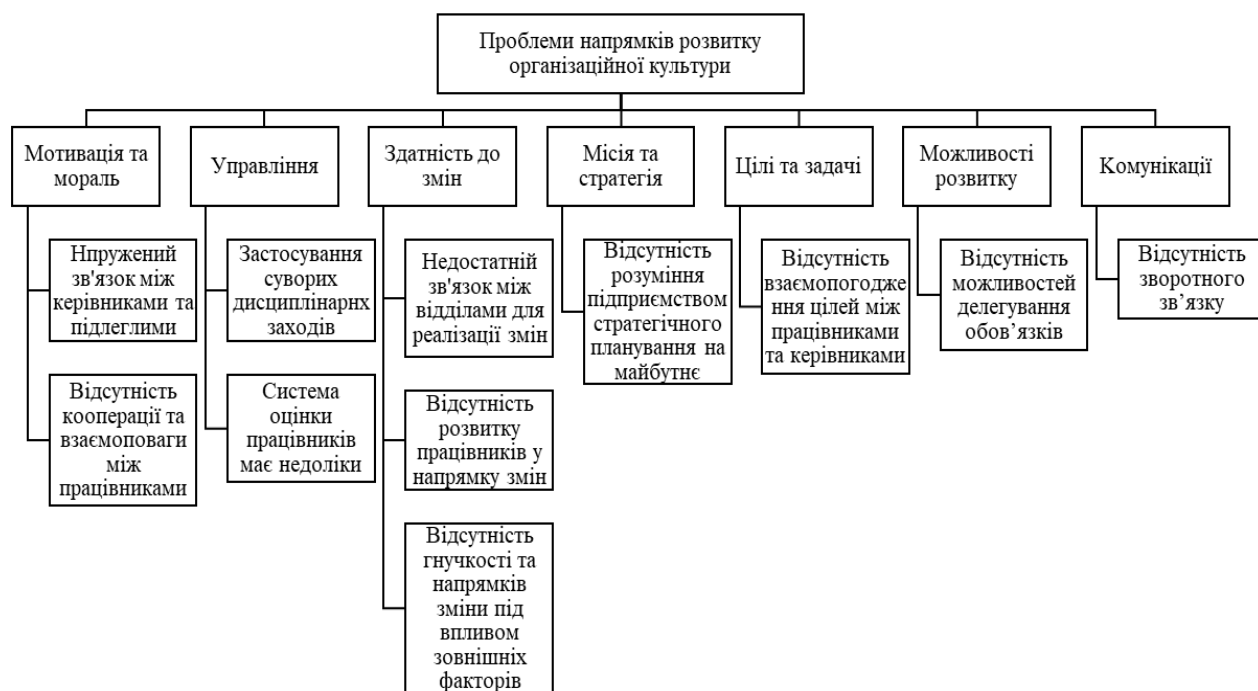 Проблеми напрямків розвитку
організаційної культури
Мотивація та
мораль
Управління
Здатність до
змін
Місія та
стратегія
Цілі та задачі
Можливості
розвитку
Комунікації
Нпружений
зв'язок між
керівниками та
підлеглими
Застосування
суворих
дисциплінарнх
заходів
Недостатній
зв'язок між
відділами для
реалізації змін
Відсутність
розуміння
підприємством
стратегічного
планування на
майбутнє
Відсутність
взаємопогодже
ння цілей між
працівниками
та керівниками
Відсутність
можливостей
делегування
обов’язків
Відсутність
зворотного
зв’язку
Відсутність
кооперації та
взаємоповаги
між
працівниками
Система
оцінки
працівників
має недоліки
Відсутність
розвитку
працівників у
напрямку змін
Відсутність
гнучкості та
напрямків
зміни під
впливом
зовнішніх
факторів